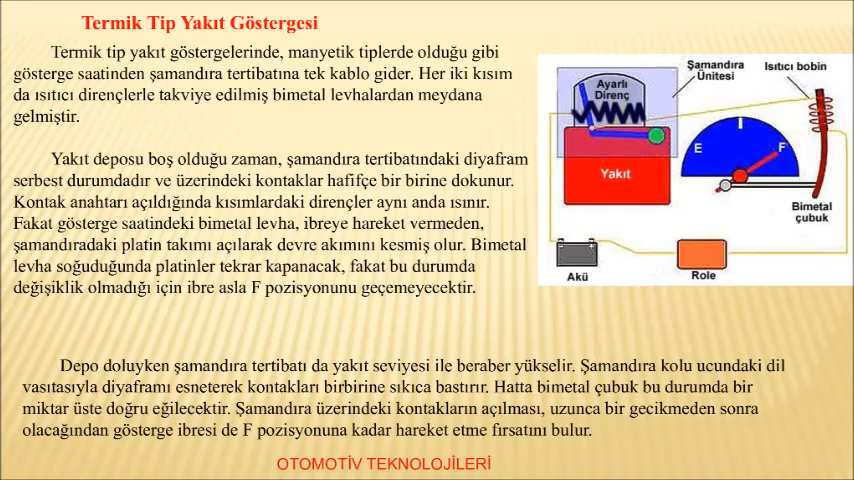 Termik Tip Yakıt Göstergesi
Termik tip yakıt göstergelerinde, manyetik tiplerde olduğu gibi
gösterge saatinden şamandıra tertibatına tek kablo gider. Her iki kısım
da ısıtıcı dirençlerle takviye edilmiş bimetal levhalardan meydana
gelmiştir.
Yakıt deposu boş olduğu zaman, şamandıra tertibatındaki diyafram
serbest durumdadır ve üzerindeki kontaklar hafifçe bir birine dokunur.
Kontak anahtarı açıldığında kısımlardaki dirençler aynı anda ısınır.
Fakat gösterge saatindeki bimetal levha, ibreye hareket vermeden,
şamandıradaki platin takımı açılarak devre akımını kesmiş olur. Bimetal
levha soğuduğunda platinler tekrar kapanacak, fakat bu durumda
değişiklik olmadığı için ibre asla F pozisyonunu geçemeyecektir.
Şamandıra
Ünitesi
Isıtıcı bobin
Ayarlı
Direnç
E
F
Yakıt
Bimetal
çubuk
Akü
Role
Depo doluyken şamandıra tertibatı da yakıt seviyesi ile beraber yükselir. Şamandıra kolu ucundaki dil
vasıtasıyla diyaframı esneterek kontakları birbirine sıkıca bastırır. Hatta bimetal çubuk bu durumda bir
miktar üste doğru eğilecektir. Şamandıra üzerindeki kontakların açılması, uzunca bir gecikmeden sonra
olacağından gösterge ibresi de F pozisyonuna kadar hareket etme fırsatını bulur.
OTOMOTİV TEKNOLOJİLERİ